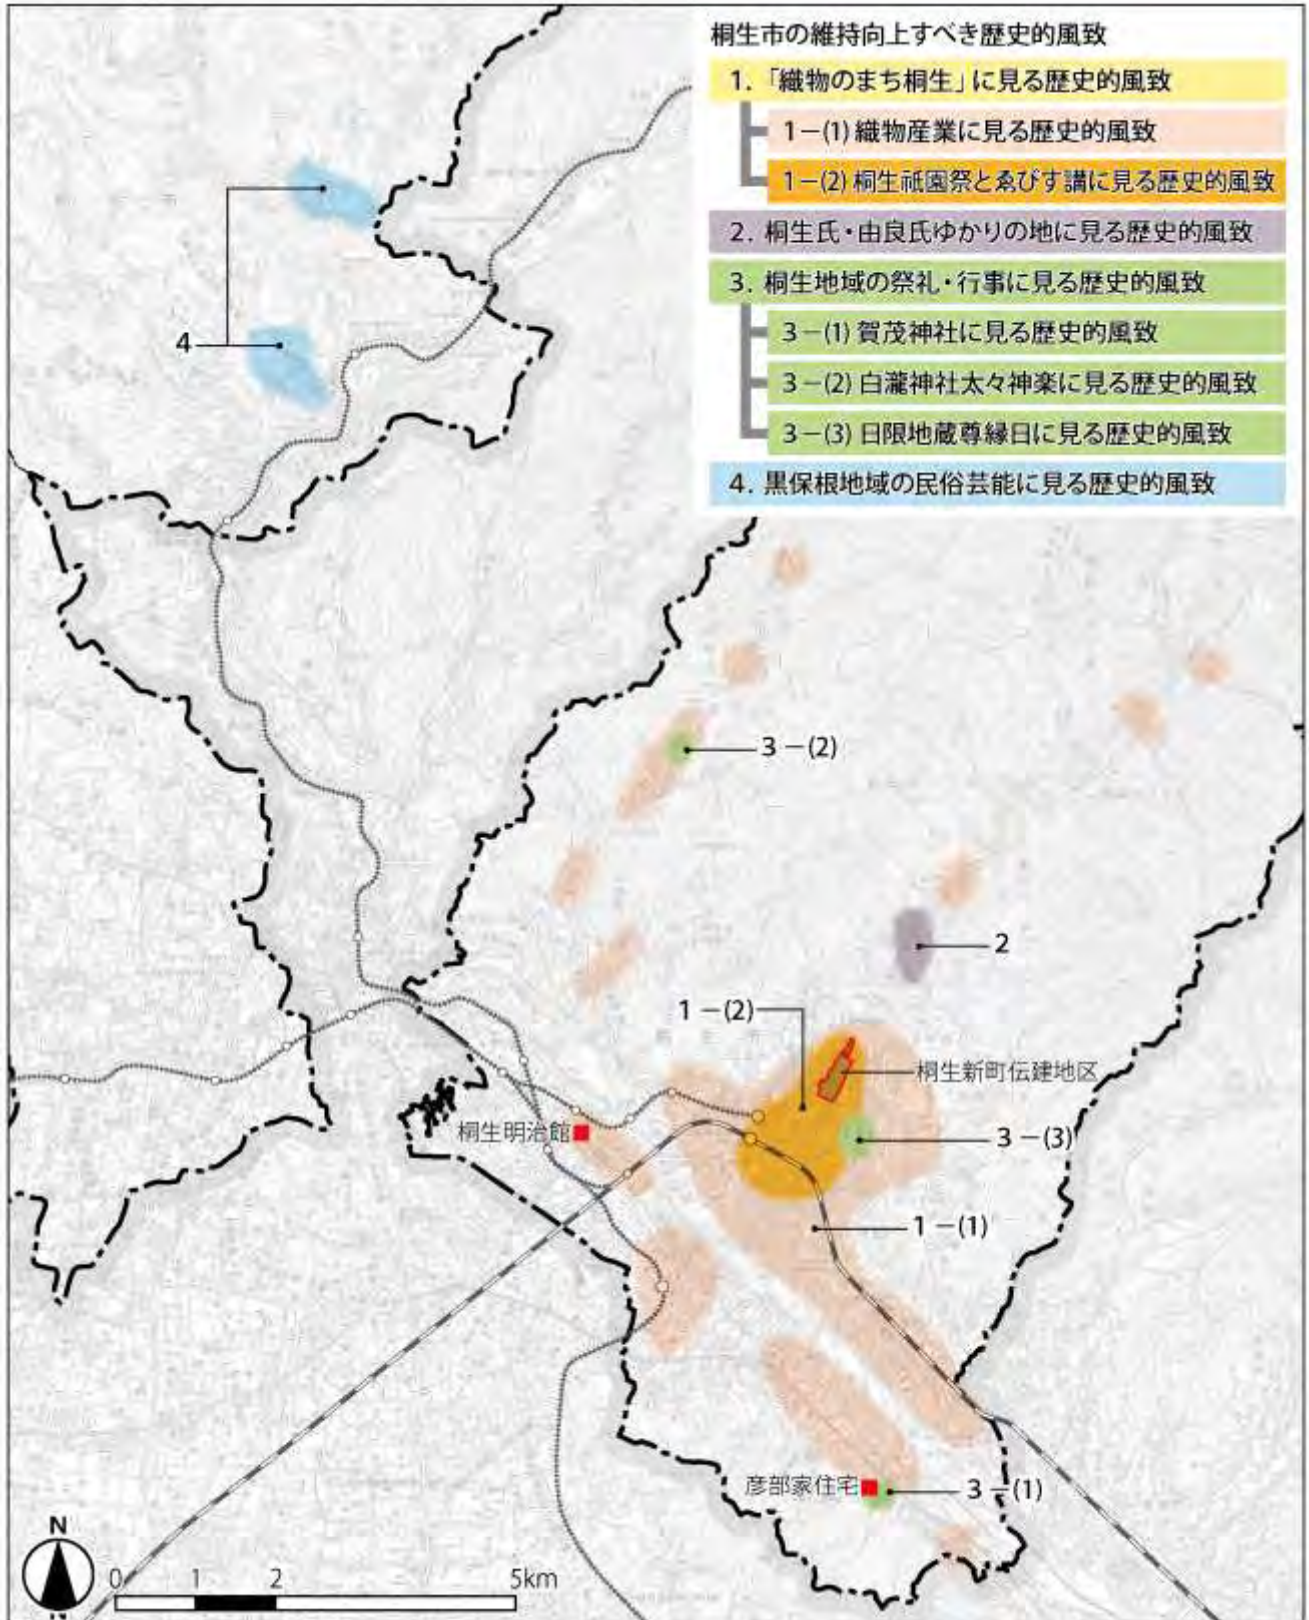 桐生市の維持向上すべき歴史的風致
1. 「織物のまち桐生」に見る歴史的風致
1－(1) 織物産業に見る歴史的風致
1－(2) 桐生祇園祭とゑびす講に見る歴史的風致
2. 桐生氏・由良氏ゆかりの地に見る歴史的風致
3. 桐生地域の祭礼・行事に見る歴史的風致
3－(1) 賀茂神社に見る歴史的風致
3－(2) 白瀧神社太々神楽に見る歴史的風致
3－(3) 日限地蔵尊縁日に見る歴史的風致
4. 黒保根地域の民俗芸能に見る歴史的風致
4
3－(2)
2
1－(2)
桐生新町伝建地区
桐生明治館
3－(3)
1－(1)
彦部家住宅
3－(1)
N
0 1 2 5km